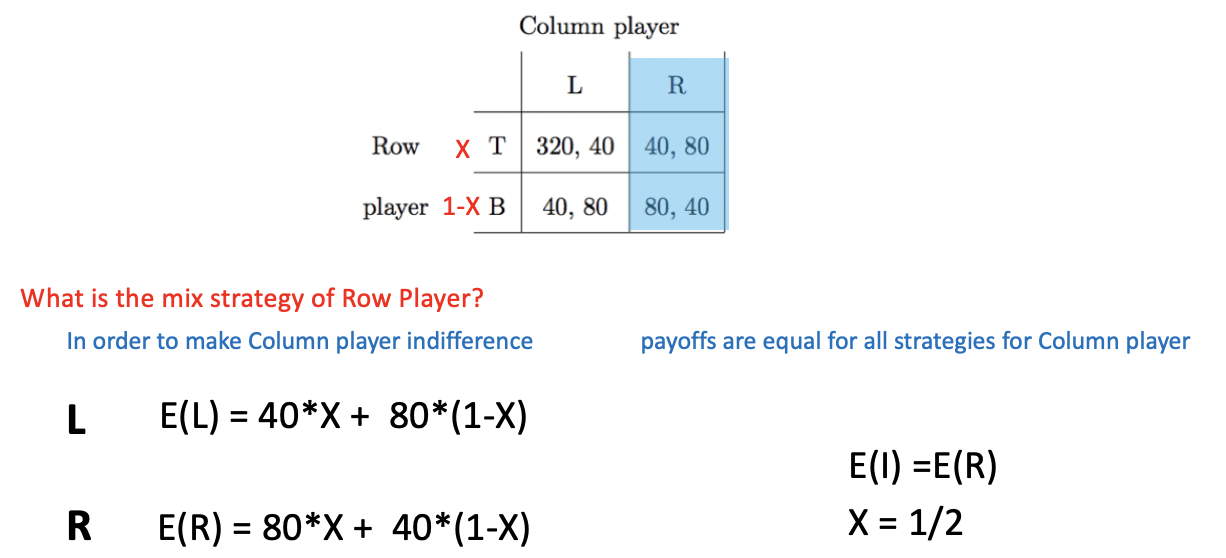 Column player
L R
Row X T 320, 40 40, 80
player 1-X B 40, 80 80, 40
What is the mix strategy of Row Player?
In order to make Column player indifference payoffs are equal for all strategies for Column player
L E(L) = 40*X + 80*(1-X)
E(l) =E(R)
R E(R) = 80*X + 40*(1-X)
X = 1/2